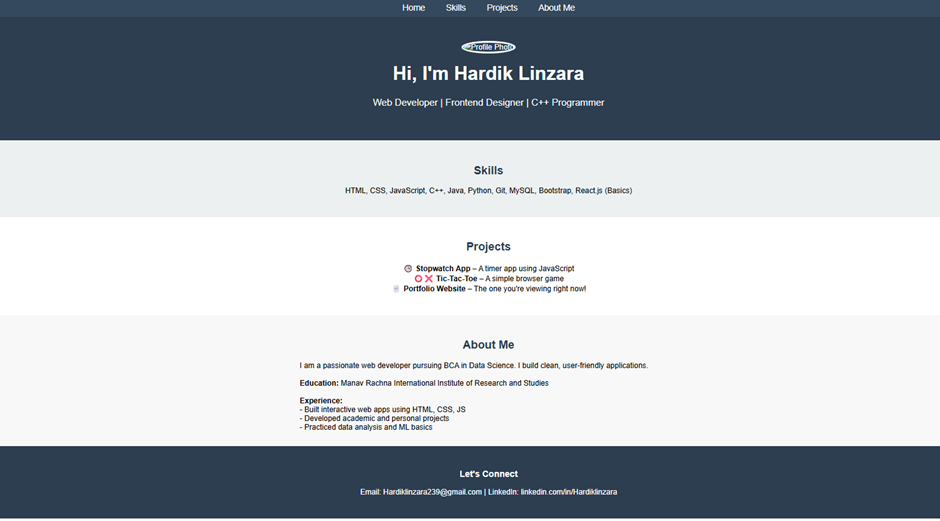 Home Skills Projects About Me
Profile Photo
Hi, I'm Hardik Linzara
Web Developer | Frontend Designer | C++ Programmer
Skills
HTML, CSS, JavaScript, C++, Java, Python, Git, MySQL, Bootstrap, React.js (Basics)
Projects
Stopwatch App – A timer app using JavaScript
⭕ ❌ Tic-Tac-Toe – A simple browser game
Portfolio Website – The one you're viewing right now!
About Me
I am a passionate web developer pursuing BCA in Data Science. I build clean, user-friendly applications.
Education: Manav Rachna International Institute of Research and Studies
Experience:
- Built interactive web apps using HTML, CSS, JS
- Developed academic and personal projects
- Practiced data analysis and ML basics
Let's Connect
Email: Hardiklinzara239@gmail.com | LinkedIn: linkedin.com/in/Hardiklinzara